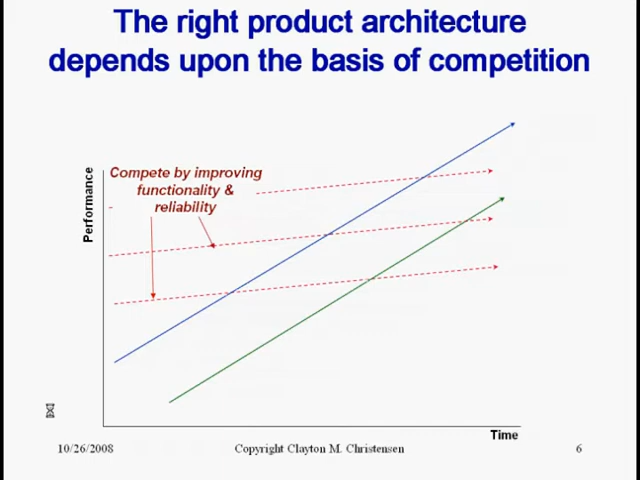 The right product architecture
depends upon the basis of competition
Compete by improving
functionality &
reliability
Performance
Time
10/26/2008
Copyright Clayton M. Christensen
6